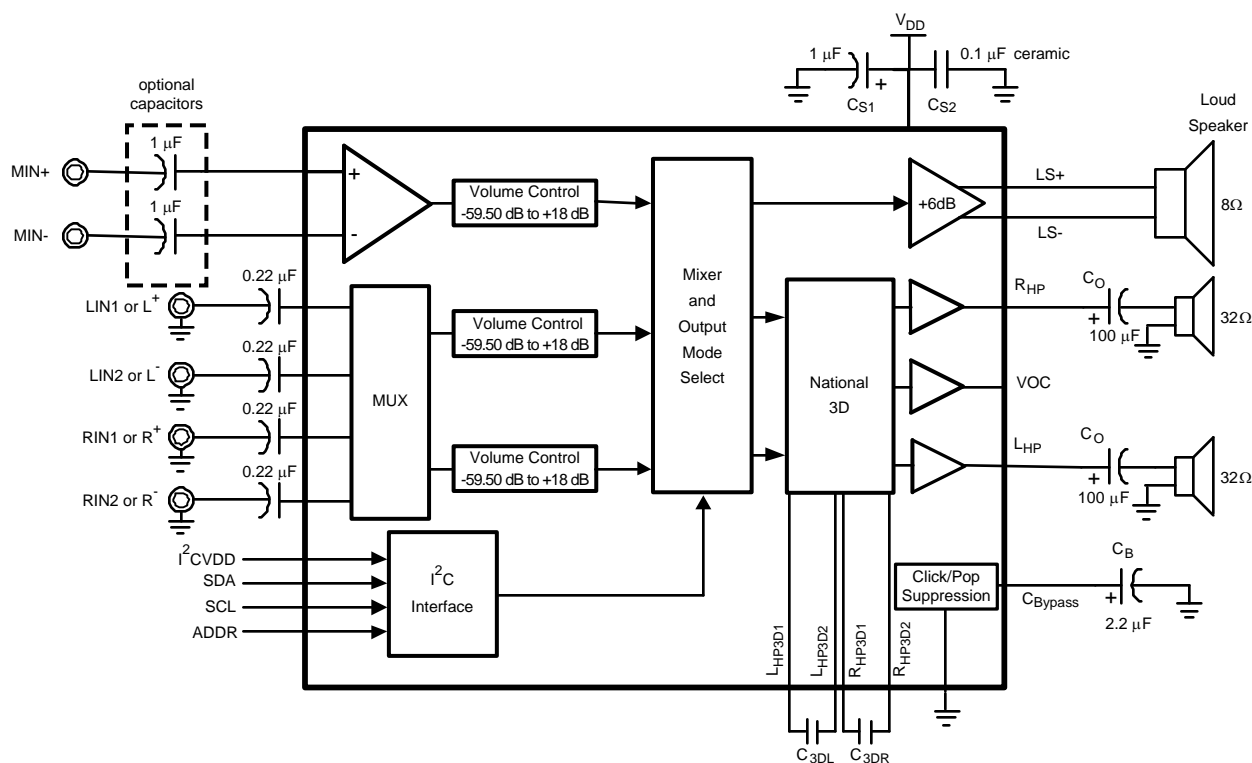 V_DD
1 μF
0.1 μF ceramic
C_S1
C_S2
optional
capacitors
1 μF
MIN+
1 μF
MIN-
+
-
Volume Control
-59.50 dB to +18 dB
+6dB
LS+
LS-
Loud
Speaker
8Ω
0.22 μF
LIN1 or L⁺
0.22 μF
LIN2 or L⁻
0.22 μF
RIN1 or R⁺
0.22 μF
RIN2 or R⁻
MUX
Volume Control
-59.50 dB to +18 dB
Volume Control
-59.50 dB to +18 dB
Mixer
and
Output
Mode
Select
National
3D
R_HP
C_O
+
100 μF
32Ω
VOC
L_HP
C_O
+
100 μF
32Ω
I²CVDD
SDA
SCL
ADDR
I²C
Interface
Click/Pop
Suppression
C_Bypass
C_B
+
2.2 μF
L_HP3D1
L_HP3D2
R_HP3D1
R_HP3D2
C_3DL
C_3DR
+